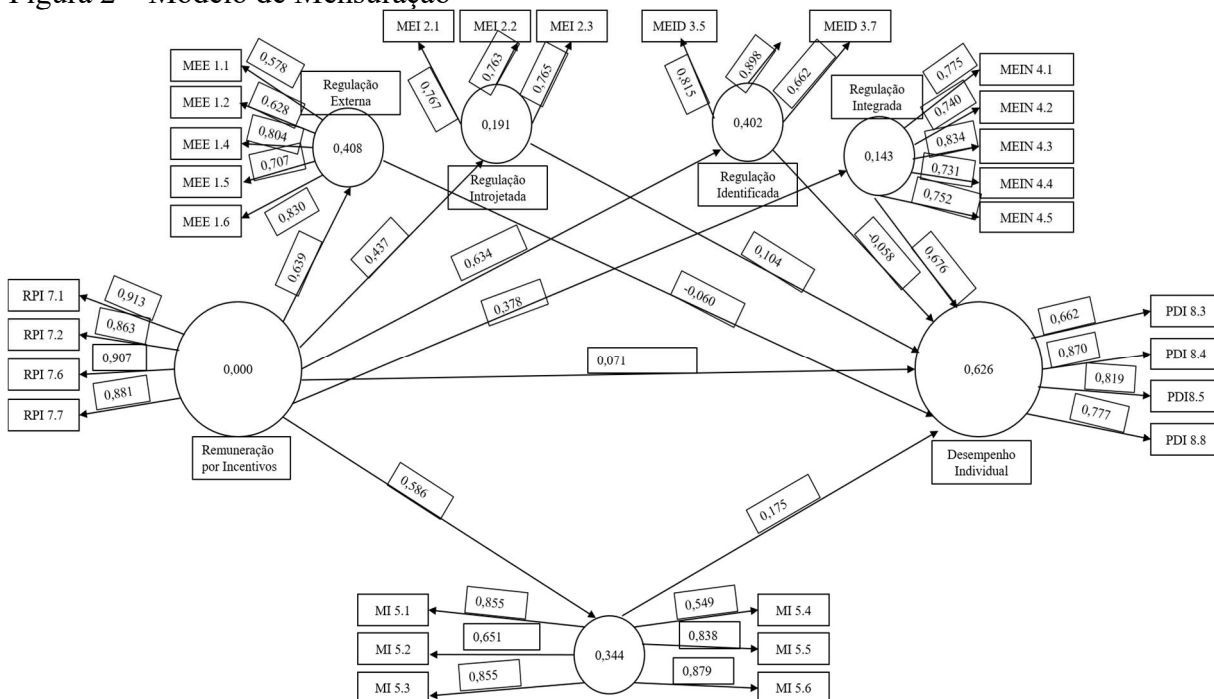 Figura 2 – Modelo de Mensuração
MEI 2.1
MEI 2.2
MEI 2.3
MEID 3.5
MEID 3.7
MEE 1.1
MEE 1.2
MEE 1.4
MEE 1.5
MEE 1.6
0,578
0.628
0,804
0,707
0,830
Regulação
Externa
0,408
0,767
0,763
0,765
0,191
Regulação
Introjetada
0,815
0,898
0,662
0,402
Regulação
Identificada
Regulação
Integrada
0,143
0,775
0,740
0,834
0,731
0,752
MEIN 4.1
MEIN 4.2
MEIN 4.3
MEIN 4.4
MEIN 4.5
0,639
0,437
0,634
0,378
0,104
-0,060
-0,058
0,676
0,071
RPI 7.1
RPI 7.2
RPI 7.6
RPI 7.7
0,913
0,863
0,907
0,881
0,000
Remuneração
por Incentivos
0,626
Desempenho
Individual
0,662
0,870
0,819
0,777
PDI 8.3
PDI 8.4
PDI8.5
PDI 8.8
0,586
0,175
MI 5.1
MI 5.2
MI 5.3
0,855
0,651
0,855
0,344
0,549
0,838
0,879
MI 5.4
MI 5.5
MI 5.6